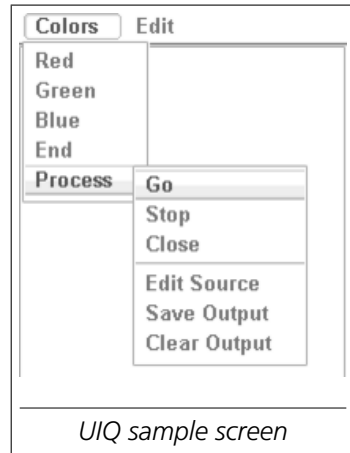 Colors Edit
Red
Green
Blue
End
Process
Go
Stop
Close
Edit Source
Save Output
Clear Output
UIQ sample screen